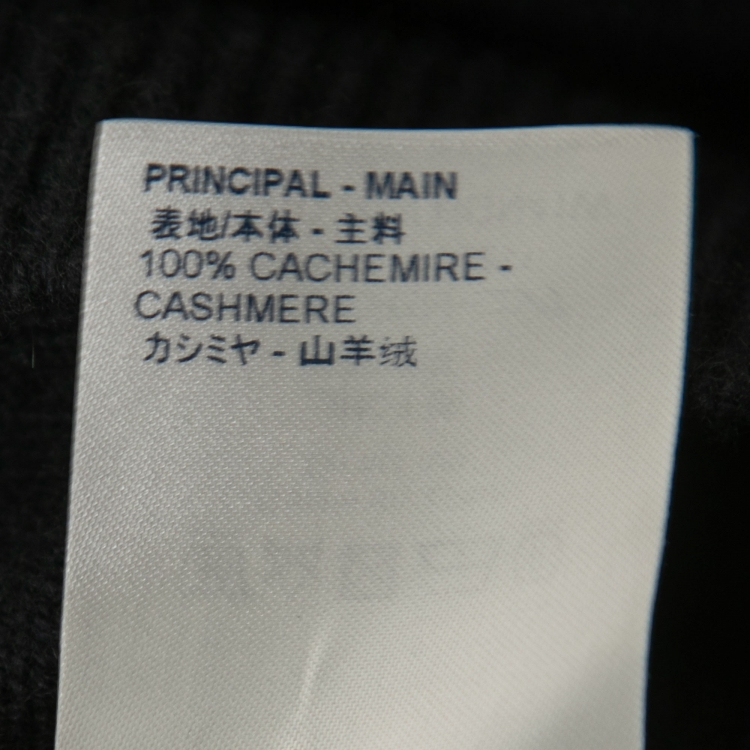 PRINCIPAL - MAIN
表地/本体 - 主料
100% CACHEMIRE -
CASHMERE
カシミヤ - 山羊绒